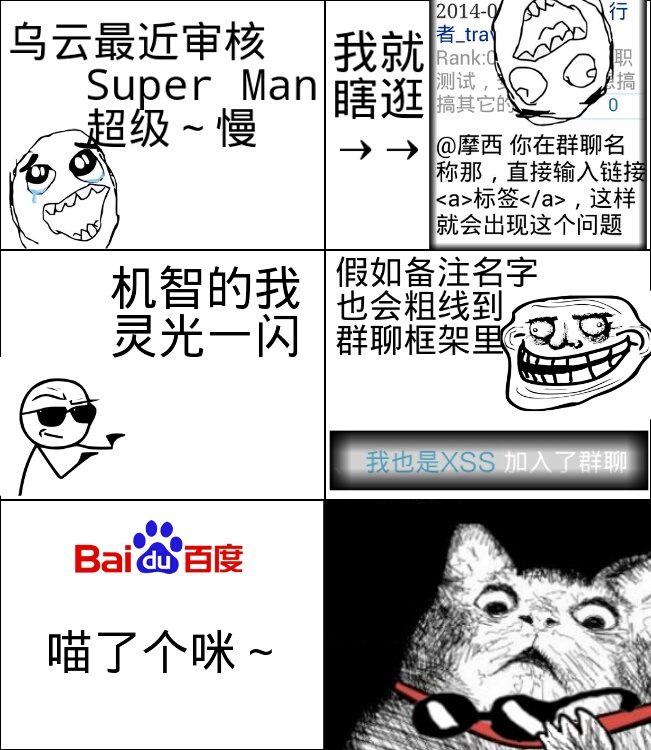 乌云最近审核
Super Man
超级~慢
我就
瞎逛
→→
2014-0
行
者_tra
Rank:0
职
测试，
搞
搞其它的
0
@摩西 你在群聊名
称那，直接输入链接
<a>标签</a>，这样
就会出现这个问题
机智的我
灵光一闪
假如备注名字
也会粗线到
群聊框架里
我也是XSS 加入了群聊
Bai du 百度
喵了个咪~